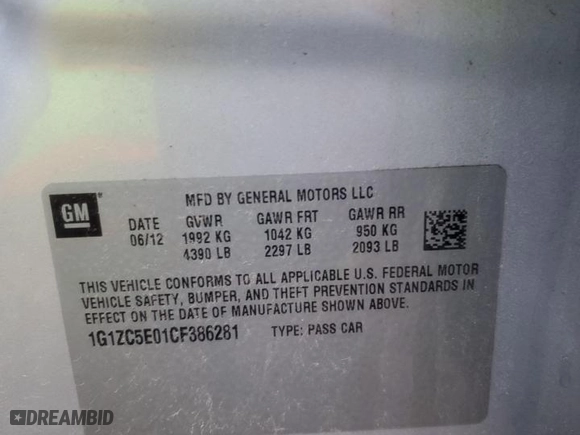 GM®
MFD BY GENERAL MOTORS LLC
DATE GVWR GAWR FRT GAWR RR
06/12 1992 KG 1042 KG 950 KG
4390 LB 2297 LB 2093 LB
THIS VEHICLE CONFORMS TO ALL APPLICABLE U.S. FEDERAL MOTOR
VEHICLE SAFETY, BUMPER, AND THEFT PREVENTION STANDARDS IN
EFFECT ON THE DATE OF MANUFACTURE SHOWN ABOVE.
1G1ZC5E01CF386281 TYPE: PASS CAR
DREAMBID